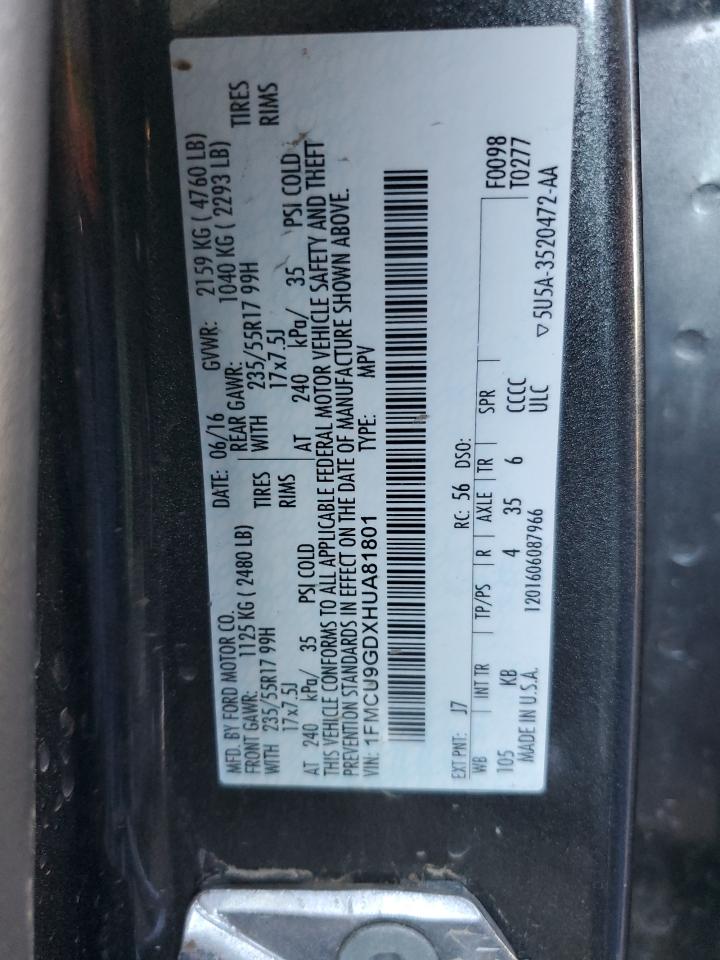 MFD. BY FORD MOTOR CO.
DATE: 06/16 GVWR: 2159 KG ( 4760 LB)
FRONT GAWR: 1125 KG ( 2480 LB) REAR GAWR: 1040 KG ( 2293 LB)
WITH 235/55R17 99H TIRES WITH 235/55R17 99H TIRES
17x7.5J RIMS 17x7.5J RIMS
AT 240 kPa/ 35 PSI COLD AT 240 kPa/ 35 PSI COLD
THIS VEHICLE CONFORMS TO ALL APPLICABLE FEDERAL MOTOR VEHICLE SAFETY AND THEFT
PREVENTION STANDARDS IN EFFECT ON THE DATE OF MANUFACTURE SHOWN ABOVE.
VIN: 1FMCU9GDXHUA81801 TYPE: MPV
EXT PNT: J7 RC: 56 DSO: F0098
WB INT TR TP/PS R AXLE TR SPR T0277
105 KB 4 35 6 CCCC
ULC
MADE IN U.S.A. 1201606087966 ▽5U5A-3520472-AA